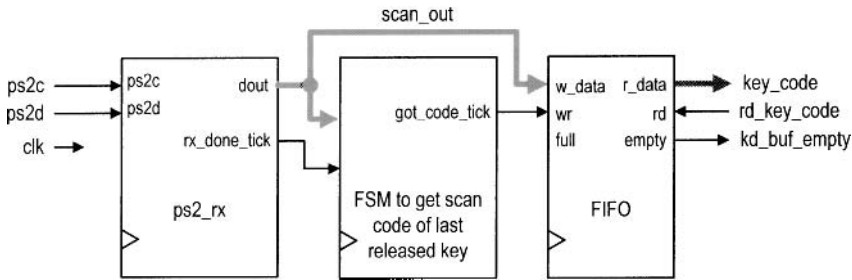 scan_out
ps2c
ps2d
clk
ps2c
ps2d
dout
rx_done_tick
ps2_rx
got_code_tick
FSM to get scan
code of last
released key
w_data
r_data
wr
rd
full
empty
FIFO
key_code
rd_key_code
kd_buf_empty